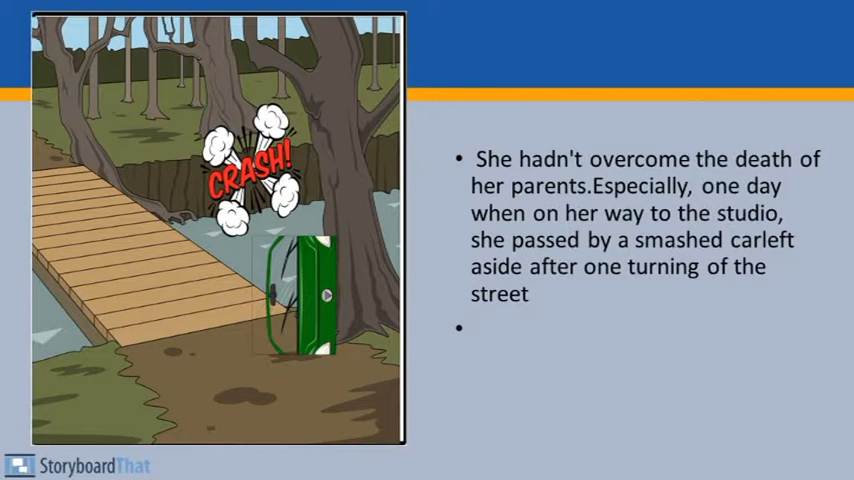 CRASH!
• She hadn't overcome the death of
her parents.Especially, one day
when on her way to the studio,
she passed by a smashed carleft
aside after one turning of the
street
•
StoryboardThat